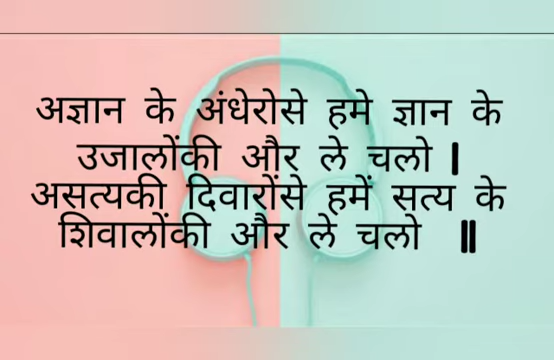 अज्ञान के अंधेरोसे हमे ज्ञान के
उजालोंकी और ले चलो |
असत्यकी दिवारोंसे हमें सत्य के
शिवालोंकी और ले चलो ||